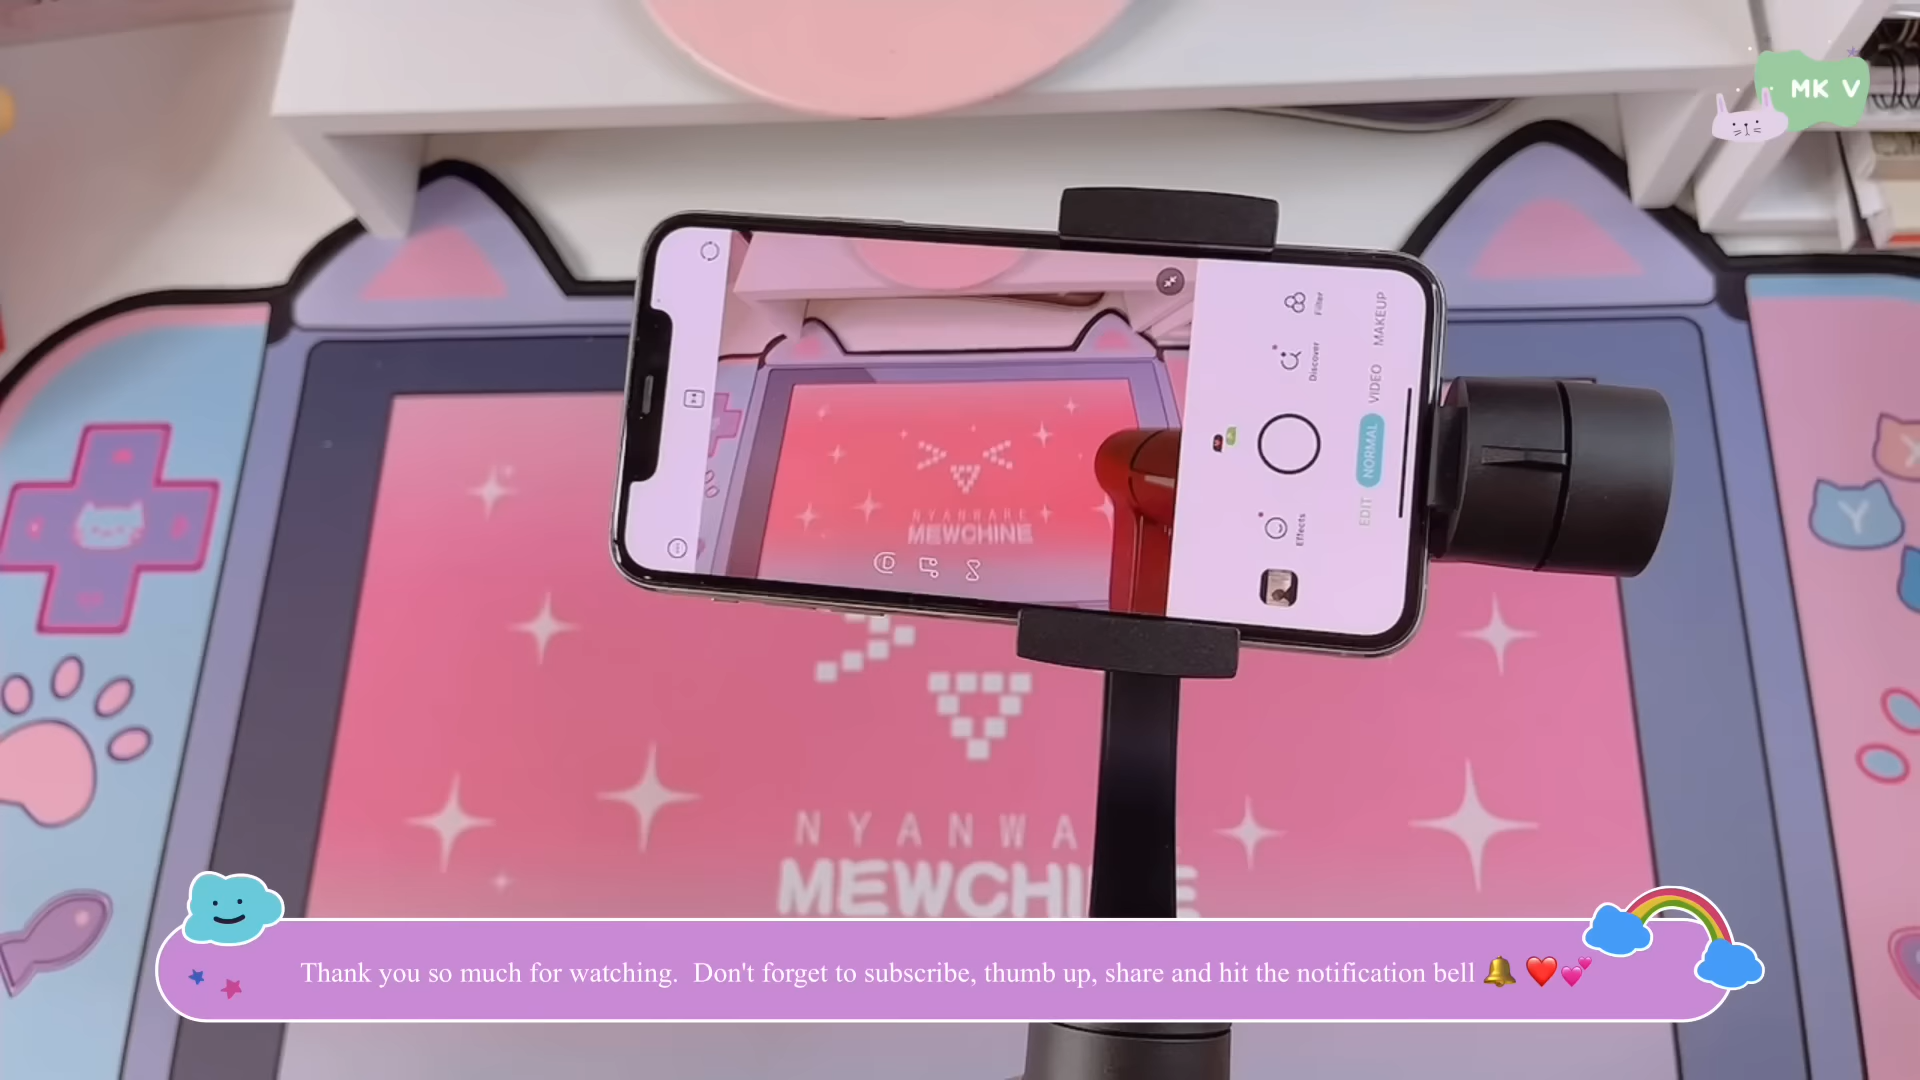 MK V
Filter
MAKEUP
Discover
VIDEO
NORMAL
EDIT
Effects
NYANWARE
MEWCHINE
Y
X
NYANWA
MEWCHI E
Thank you so much for watching.  Don't forget to subscribe, thumb up, share and hit the notification bell 🔔 ❤️💕